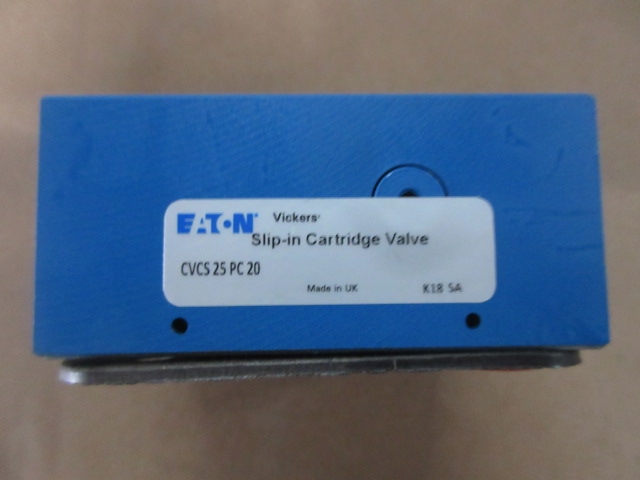 EATON Vickers
Slip-in Cartridge Valve
CVCS 25 PC 20
Made in UK K18 SA